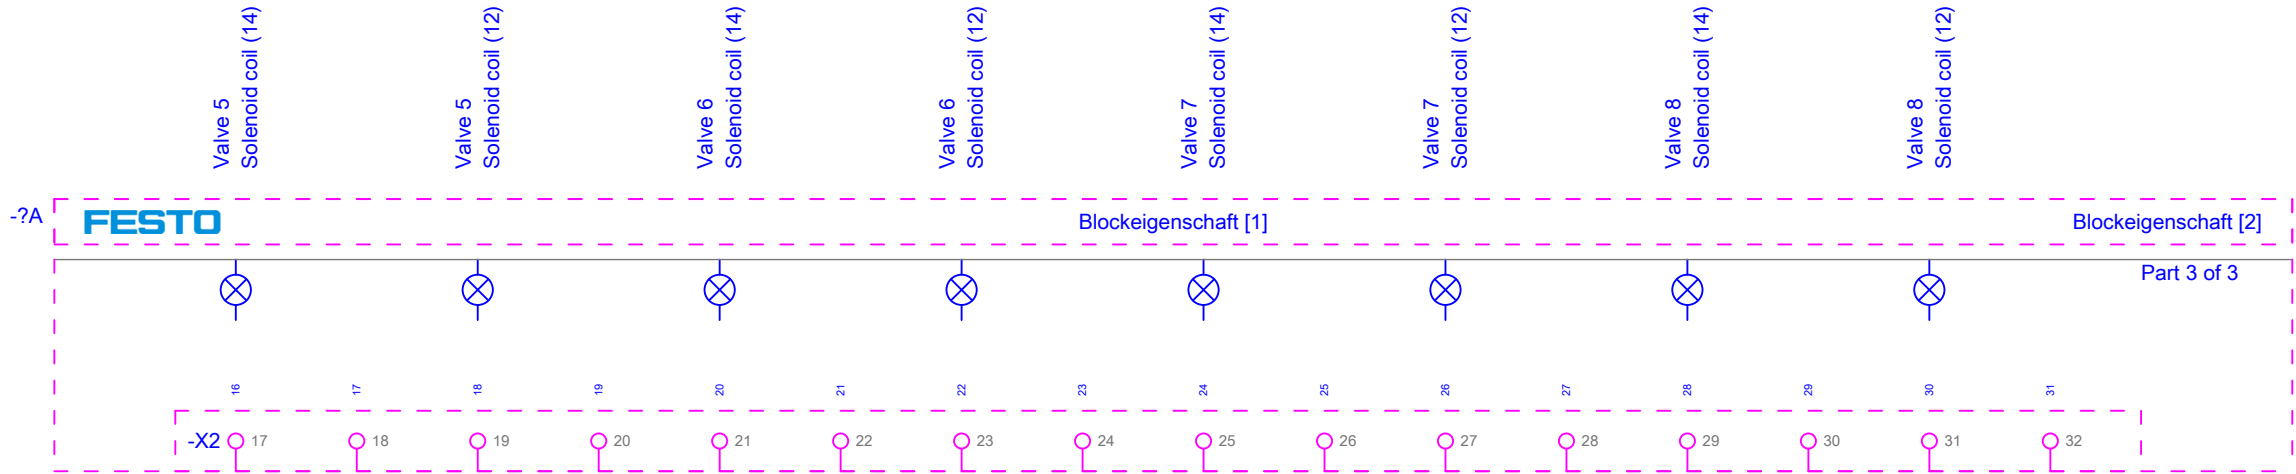 Valve 5
Solenoid coil (14)
Valve 5
Solenoid coil (12)
Valve 6
Solenoid coil (14)
Valve 6
Solenoid coil (12)
Valve 7
Solenoid coil (14)
Valve 7
Solenoid coil (12)
Valve 8
Solenoid coil (14)
Valve 8
Solenoid coil (12)
-?A
FESTO
Blockeigenschaft [1]
Blockeigenschaft [2]
Part 3 of 3
16 17 18 19 20 21 22 23 24 25 26 27 28 29 30 31
-X2 17 18 19 20 21 22 23 24 25 26 27 28 29 30 31 32